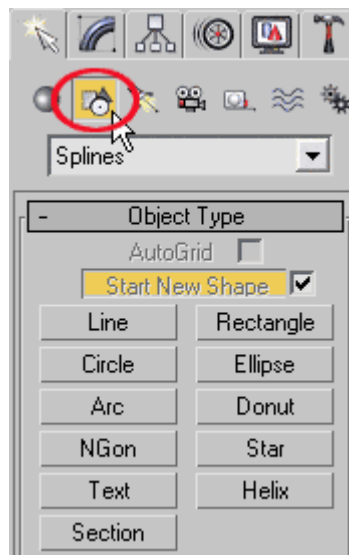 Splines
- Object Type
AutoGrid
Start New Shape
Line Rectangle
Circle Ellipse
Arc Donut
NGon Star
Text Helix
Section